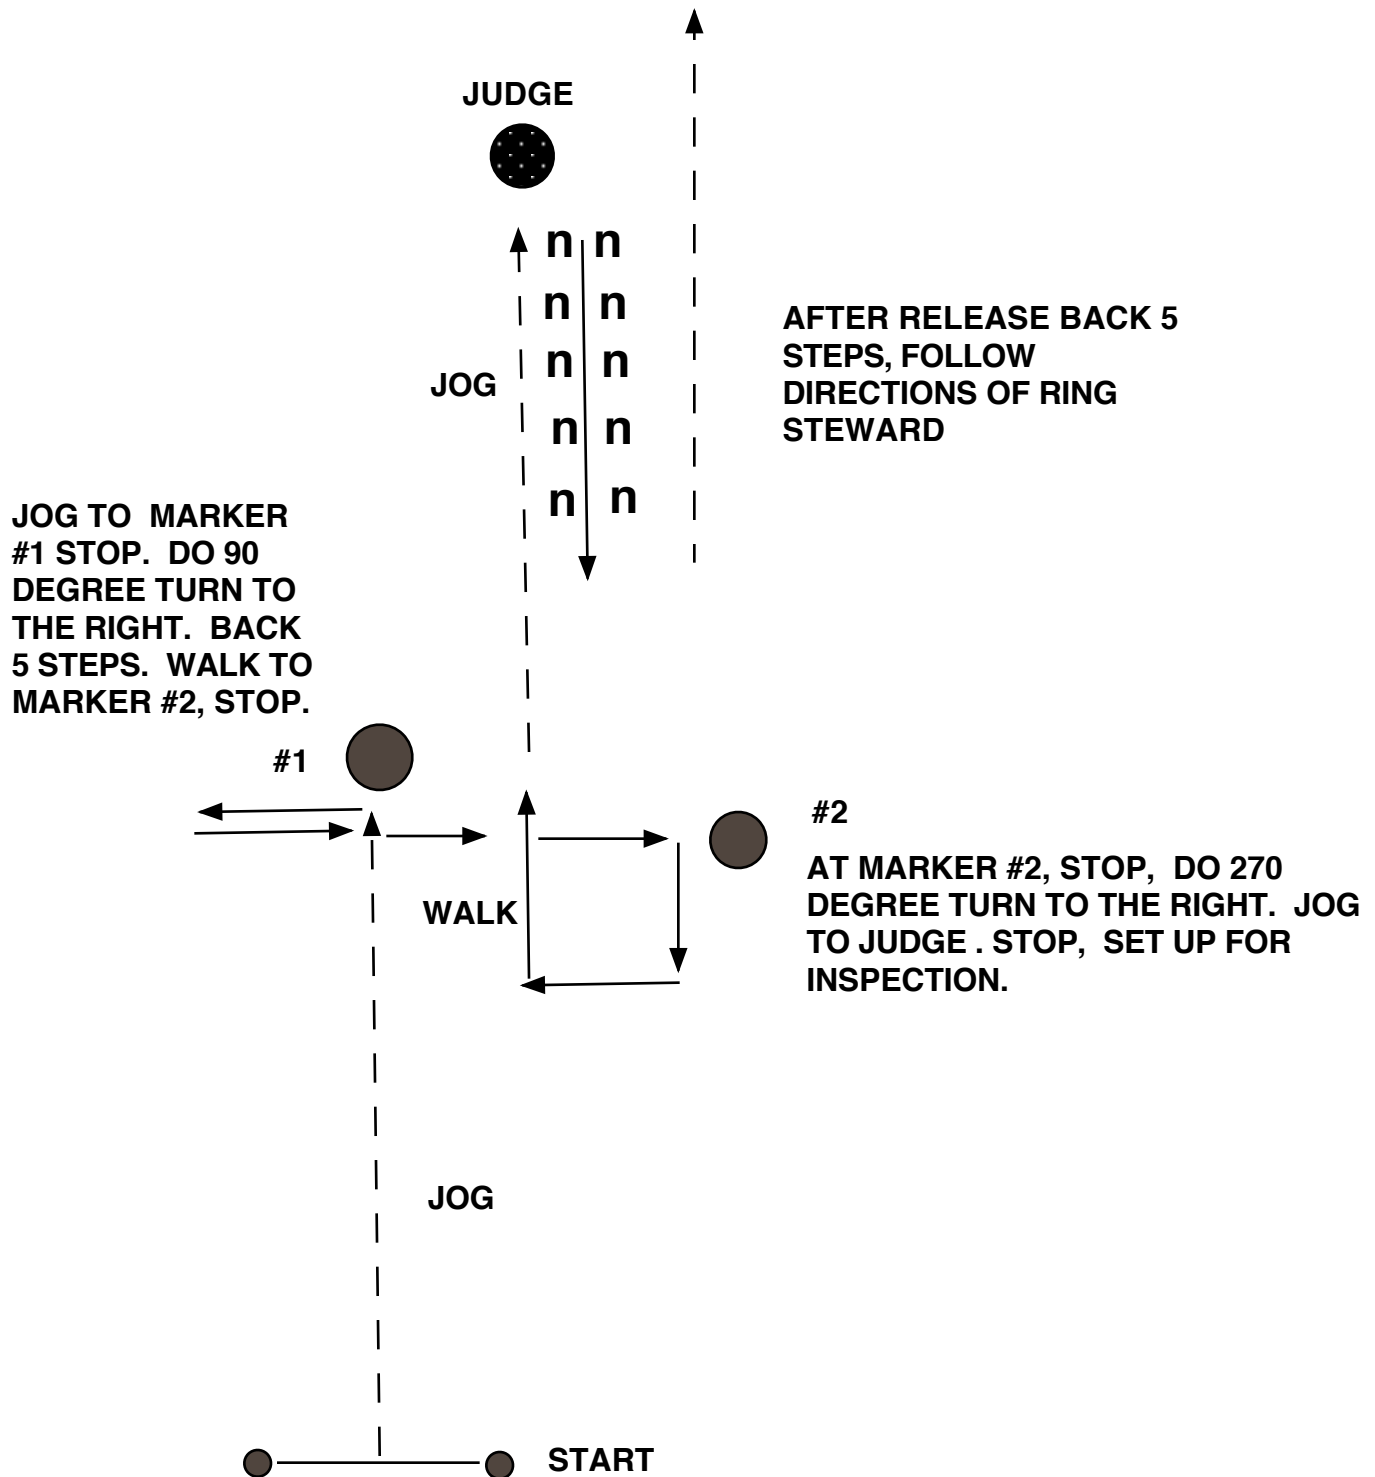 JUDGE
n n
n n
n n
n n
n n
JOG
AFTER RELEASE BACK 5
STEPS, FOLLOW
DIRECTIONS OF RING
STEWARD
JOG TO MARKER
#1 STOP. DO 90
DEGREE TURN TO
THE RIGHT. BACK
5 STEPS. WALK TO
MARKER #2, STOP.
#1
#2
AT MARKER #2, STOP, DO 270
DEGREE TURN TO THE RIGHT. JOG
TO JUDGE . STOP, SET UP FOR
INSPECTION.
WALK
JOG
START